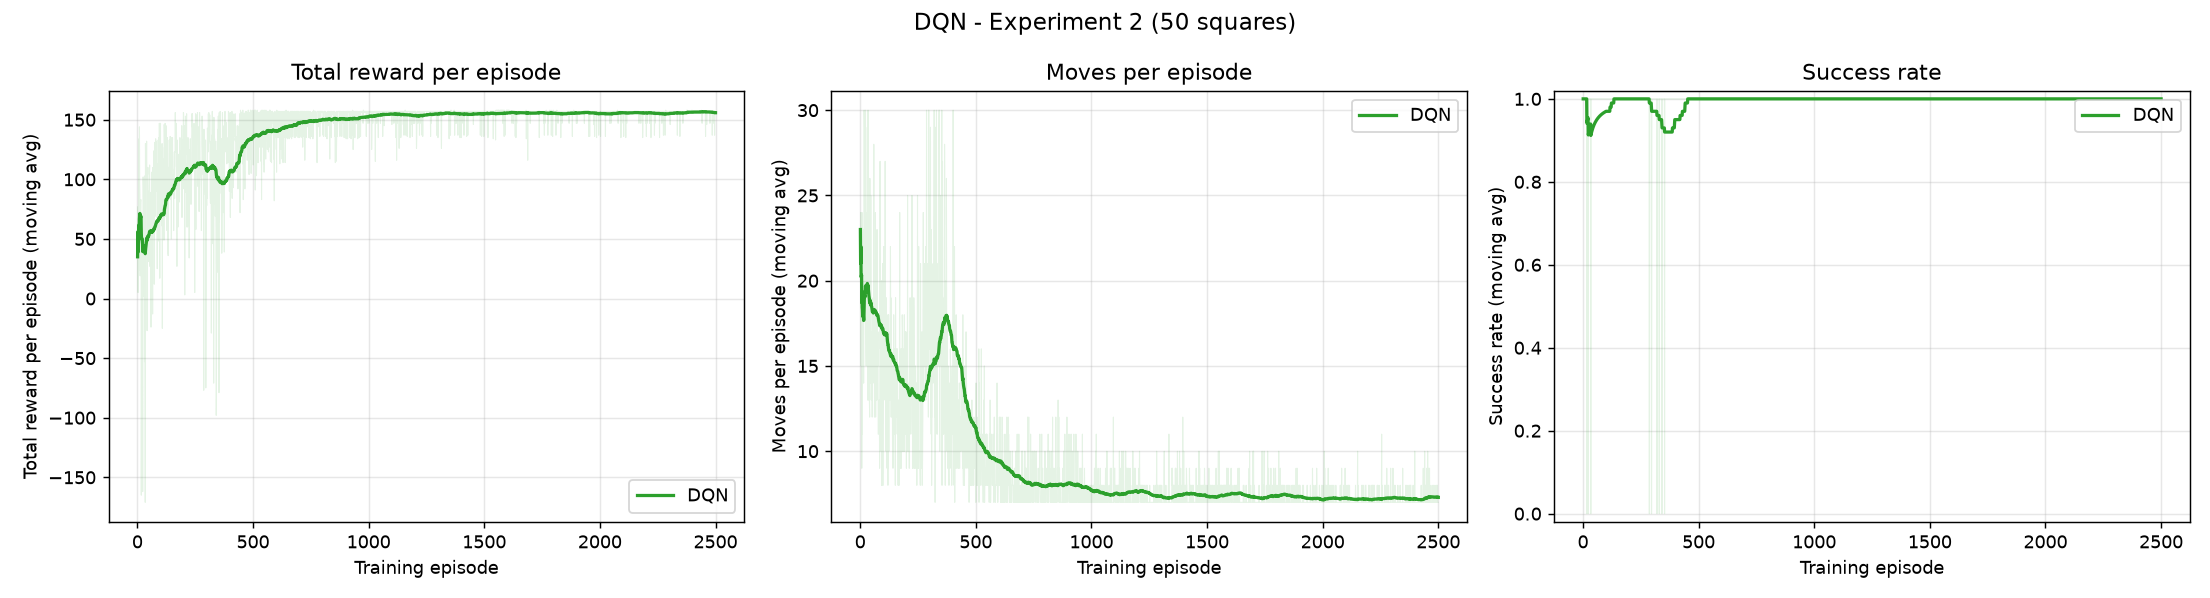 DQN - Experiment 2 (50 squares)
Total reward per episode
Total reward per episode (moving avg)
150
100
50
0
−50
−100
−150
DQN
0 500 1000 1500 2000 2500
Training episode
Moves per episode
Moves per episode (moving avg)
30
25
20
15
10
DQN
0 500 1000 1500 2000 2500
Training episode
Success rate
Success rate (moving avg)
1.0
0.8
0.6
0.4
0.2
0.0
DQN
0 500 1000 1500 2000 2500
Training episode